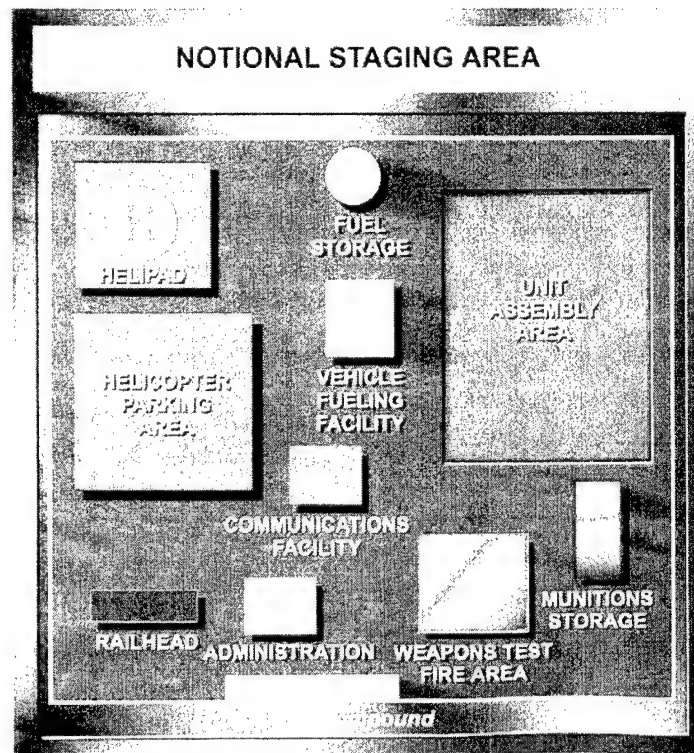 NOTIONAL STAGING AREA
FUEL
STORAGE
HELIPAD
UNIT
ASSEMBLY
AREA
HELICOPTER
PARKING
AREA
VEHICLE
FUELING
FACILITY
COMMUNICATIONS
FACILITY
MUNITIONS
STORAGE
RAILHEAD
ADMINISTRATION
WEAPONS TEST
FIRE AREA